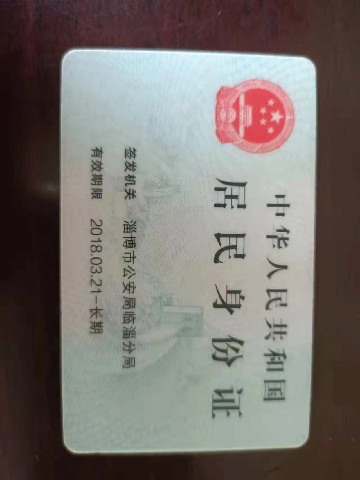 中华人民共和国
居民身份证
签发机关 淄博市公安局临淄分局
有效期限 2018.03.21-长期